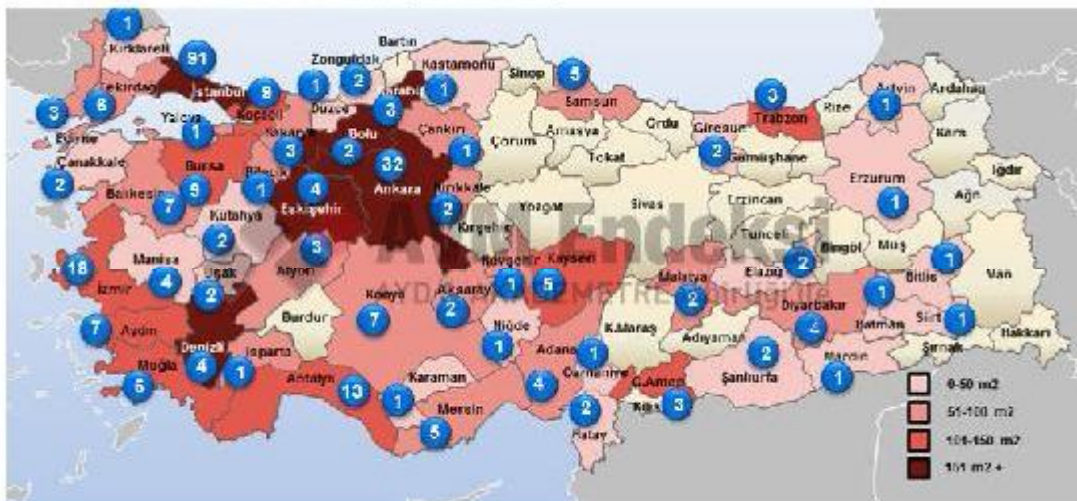 1
Kırklareli
91
İstanbul
Tekirdağ
6
3
Edirne
Zonguldak
1
2
Bartın
Kastamonu
1
Sinop
5
Samsun
3
Trabzon
Rize
Artvin
1
Ardahan
Kars
Iğdır
Ağrı
9
Kocaeli
Düzce
3
Yalova
1
Sakarya
3
Bolu
2
32
Ankara
Çankırı
1
Kırıkkale
2
Çorum
Amasya
Tokat
Ordu
Giresun
2
Gümüşhane
Erzurum
1
Çanakkale
2
Balıkesir
7
Bursa
Bilecik
1
4
Eskişehir
Kütahya
2
Kırşehir
Yozgat
Sivas
Erzincan
Tunceli
Bingöl
Muş
Bitlis
1
Van
AVM Endeksi
Manisa
4
Uşak
2
Afyon
3
18
İzmir
Nevşehir
1
5
Kayseri
Malatya
2
Elazığ
2
Diyarbakır
Batman
1
Siirt
1
Hakkari
Konya
7
Aksaray
2
Niğde
1
K.Maraş
Adıyaman
Şırnak
Mardin
1
7
Aydın
Denizli
4
Burdur
Isparta
1
Muğla
Antalya
13
Karaman
1
Mersin
5
Adana
4
Osmaniye
1
G.Antep
3
Kilis
Şanlıurfa
2
Hatay
2
0-50 m2
51-100 m2
101-150 m2
151 m2 +